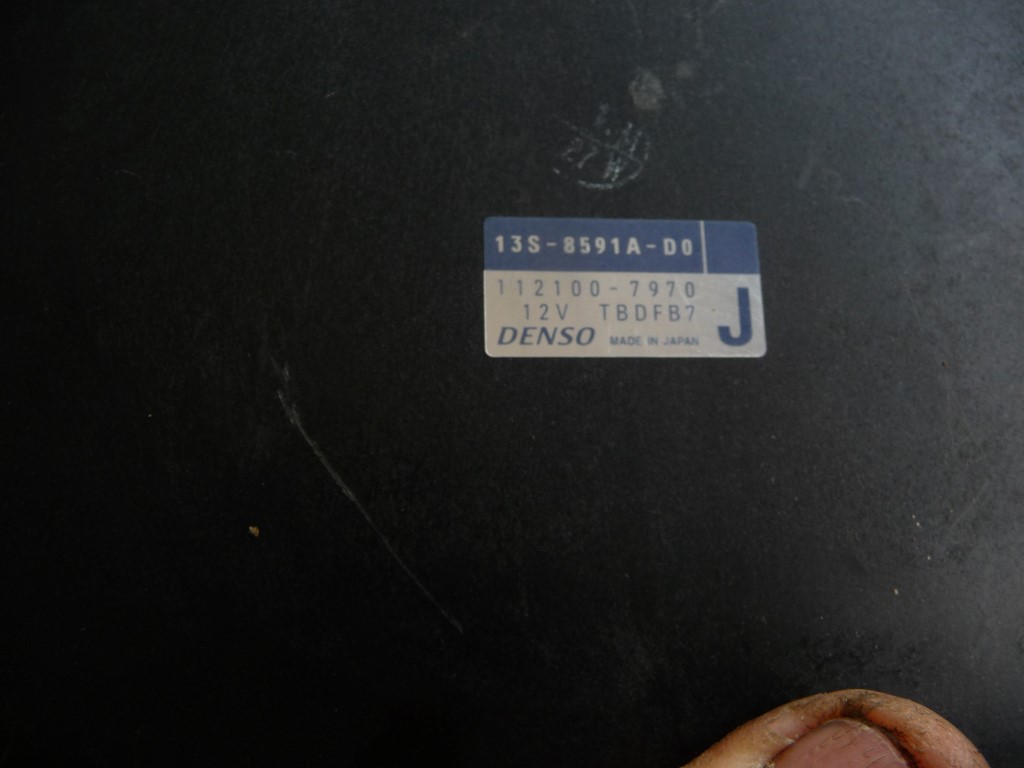 13S-8591A-D0
112100-7970
12V TBDFB7
DENSO MADE IN JAPAN J